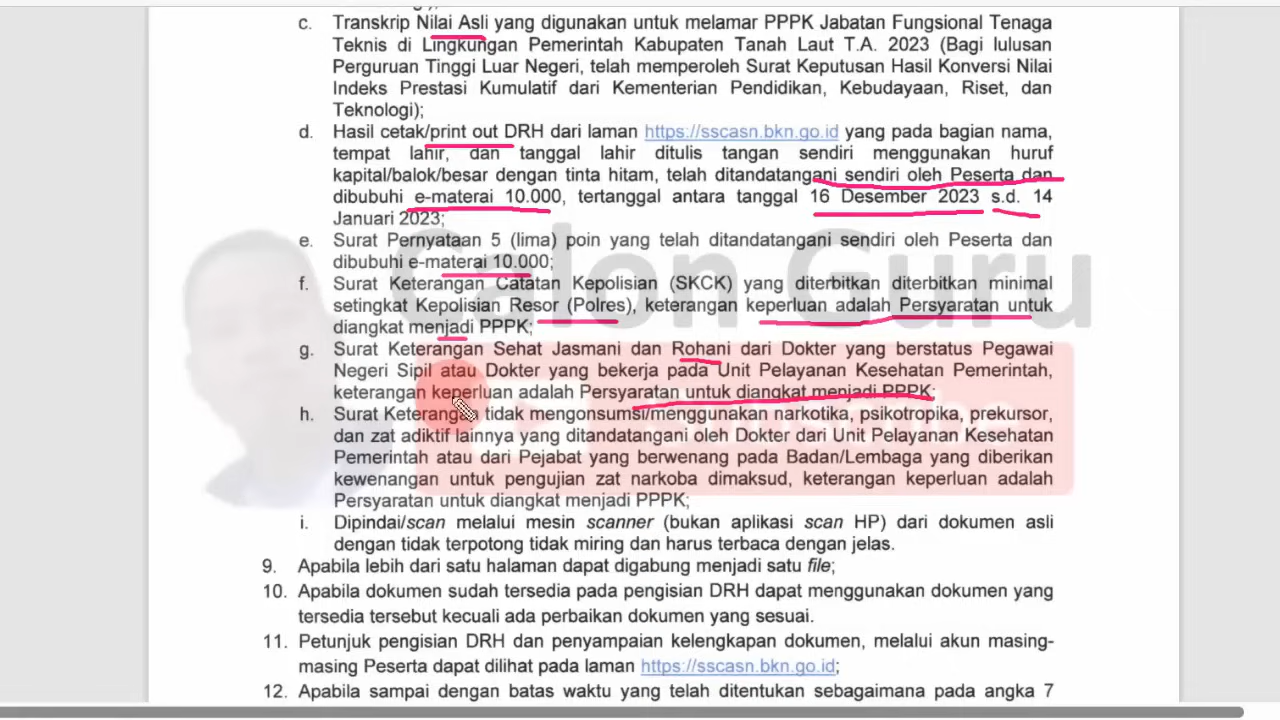 c. Transkrip Nilai Asli yang digunakan untuk melamar PPPK Jabatan Fungsional Tenaga
Teknis di Lingkungan Pemerintah Kabupaten Tanah Laut T.A. 2023 (Bagi lulusan
Perguruan Tinggi Luar Negeri, telah memperoleh Surat Keputusan Hasil Konversi Nilai
Indeks Prestasi Kumulatif dari Kementerian Pendidikan, Kebudayaan, Riset, dan
Teknologi);
d. Hasil cetak/print out DRH dari laman https://sscasn.bkn.go.id yang pada bagian nama,
tempat lahir, dan tanggal lahir ditulis tangan sendiri menggunakan huruf
kapital/balok/besar dengan tinta hitam, telah ditandatangani sendiri oleh Peserta dan
dibubuhi e-materai 10.000, tertanggal antara tanggal 16 Desember 2023 s.d. 14
Januari 2023;
e. Surat Pernyataan 5 (lima) poin yang telah ditandatangani sendiri oleh Peserta dan
dibubuhi e-materai 10.000;
Calon Guru
f. Surat Keterangan Catatan Kepolisian (SKCK) yang diterbitkan diterbitkan minimal
setingkat Kepolisian Resor (Polres), keterangan keperluan adalah Persyaratan untuk
diangkat menjadi PPPK;
g. Surat Keterangan Sehat Jasmani dan Rohani dari Dokter yang berstatus Pegawai
Negeri Sipil atau Dokter yang bekerja pada Unit Pelayanan Kesehatan Pemerintah,
keterangan keperluan adalah Persyaratan untuk diangkat menjadi PPPK;
Subscribe
h. Surat Keterangan tidak mengonsumsi/menggunakan narkotika, psikotropika, prekursor,
dan zat adiktif lainnya yang ditandatangani oleh Dokter dari Unit Pelayanan Kesehatan
Pemerintah atau dari Pejabat yang berwenang pada Badan/Lembaga yang diberikan
kewenangan untuk pengujian zat narkoba dimaksud, keterangan keperluan adalah
Persyaratan untuk diangkat menjadi PPPK;
i. Dipindai/scan melalui mesin scanner (bukan aplikasi scan HP) dari dokumen asli
dengan tidak terpotong tidak miring dan harus terbaca dengan jelas.
9. Apabila lebih dari satu halaman dapat digabung menjadi satu file;
10. Apabila dokumen sudah tersedia pada pengisian DRH dapat menggunakan dokumen yang
tersedia tersebut kecuali ada perbaikan dokumen yang sesuai.
11. Petunjuk pengisian DRH dan penyampaian kelengkapan dokumen, melalui akun masing-
masing Peserta dapat dilihat pada laman https://sscasn.bkn.go.id;
12. Apabila sampai dengan batas waktu yang telah ditentukan sebagaimana pada angka 7